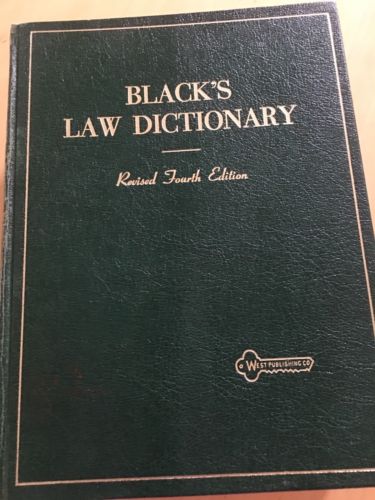 BLACK'S
LAW DICTIONARY
Revised Fourth Edition
WEST PUBLISHING CO